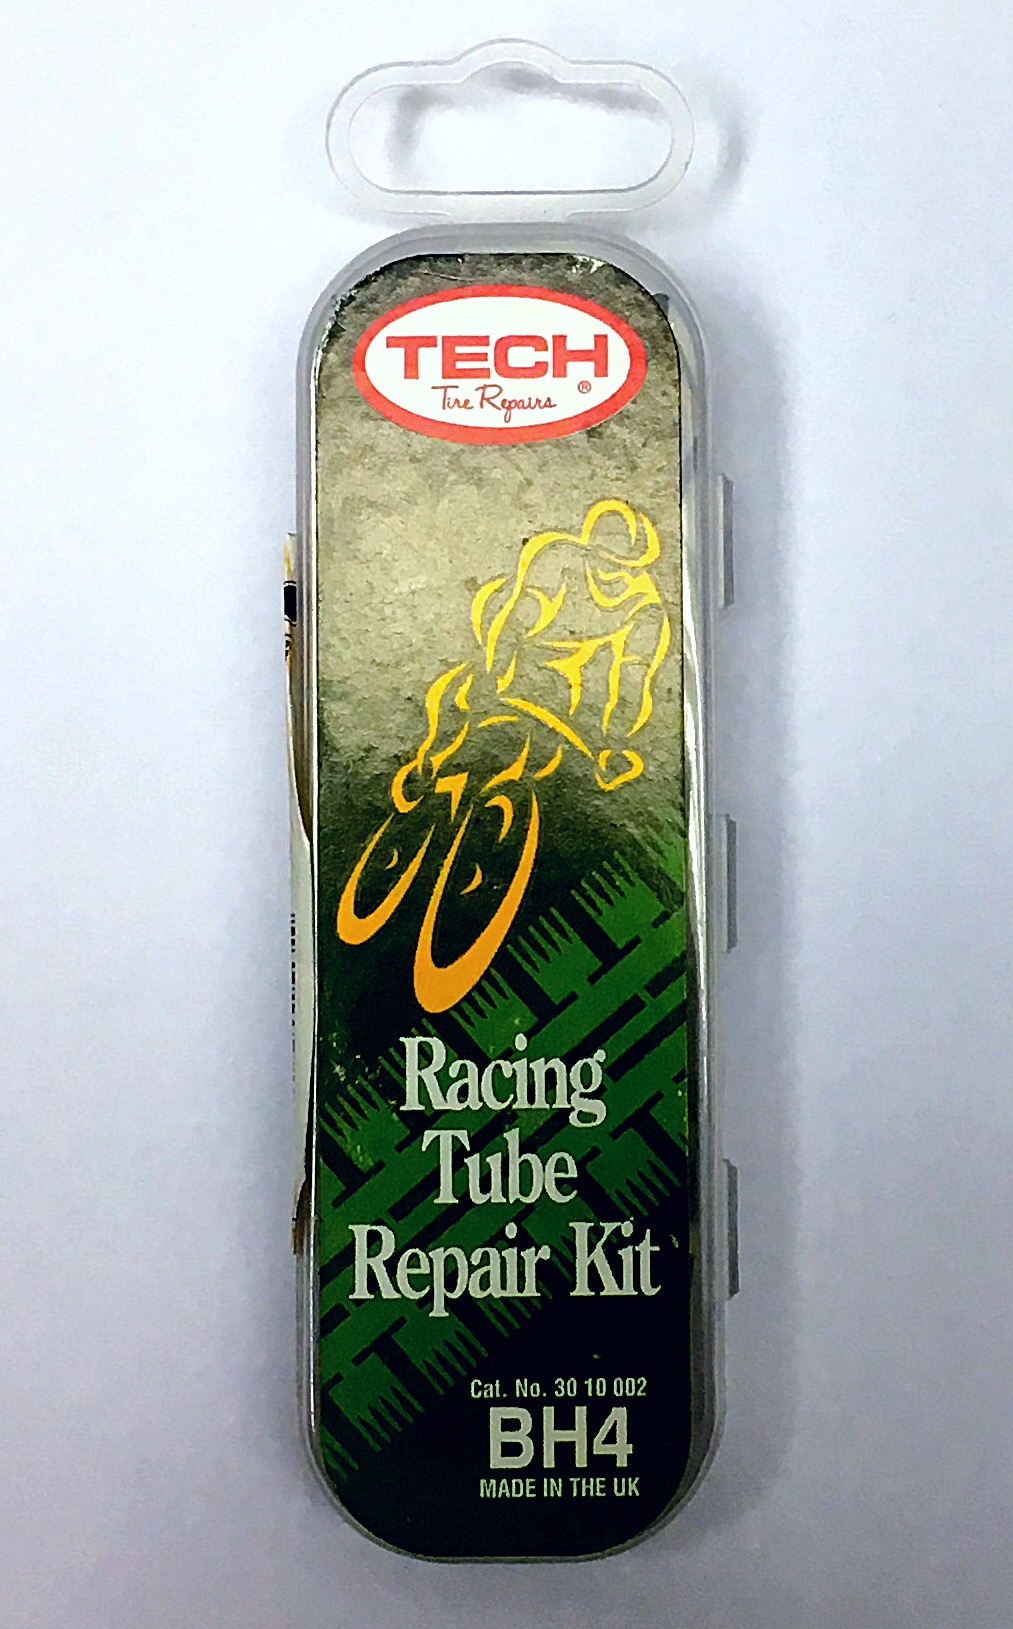 TECH
Tire Repairs ®
Racing
Tube
Repair Kit
Cat. No. 30 10 002
BH4
MADE IN THE UK